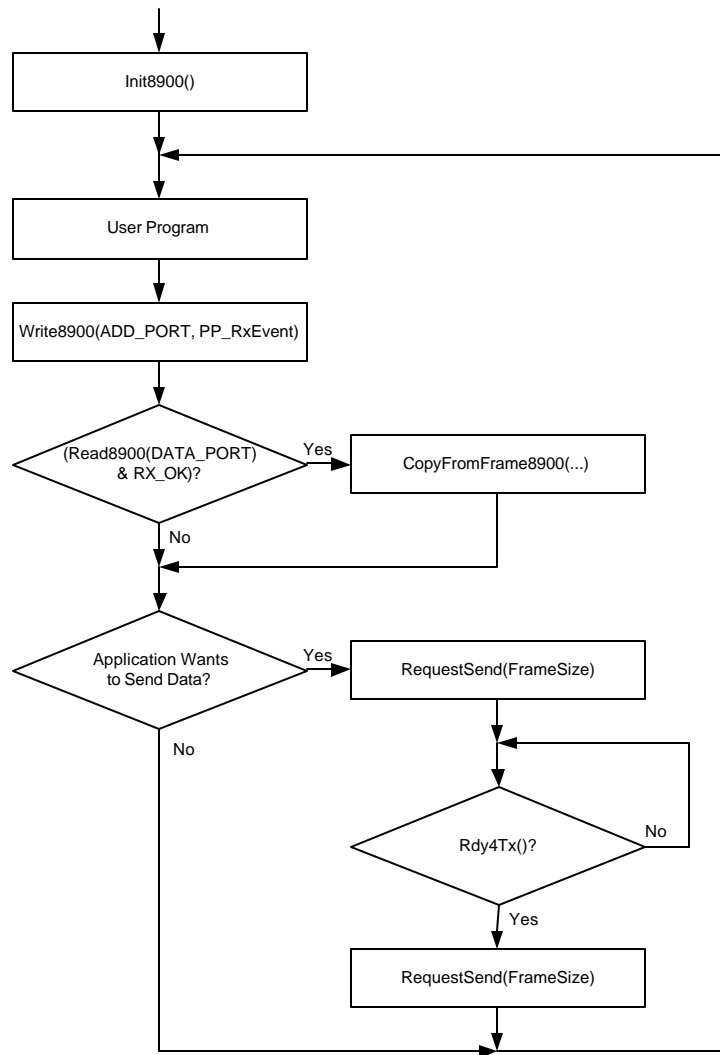 Init8900()
User Program
Write8900(ADD_PORT, PP_RxEvent)
(Read8900(DATA_PORT)
& RX_OK)?
Yes
CopyFromFrame8900(...)
No
Application Wants
to Send Data?
Yes
RequestSend(FrameSize)
No
Rdy4Tx()?
No
Yes
RequestSend(FrameSize)